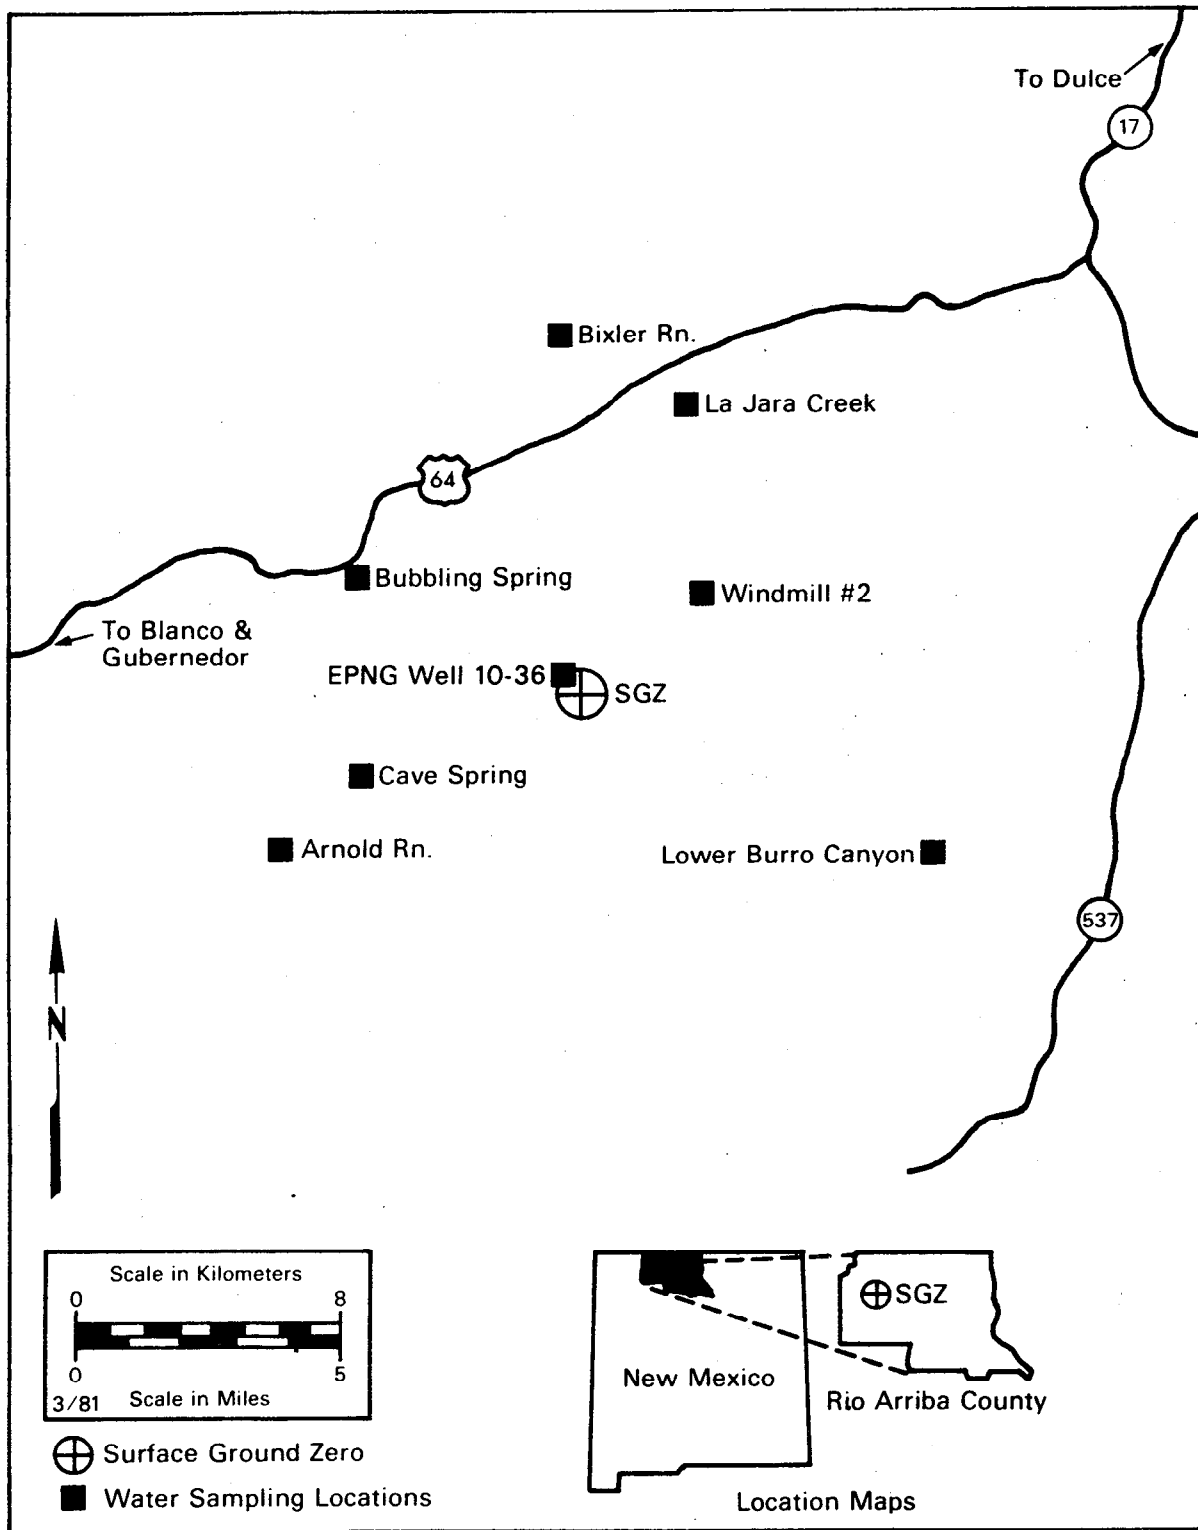 To Dulce
17
Bixler Rn.
La Jara Creek
64
Bubbling Spring
Windmill #2
To Blanco &
Gubernedor
EPNG Well 10-36
SGZ
Cave Spring
Arnold Rn.
Lower Burro Canyon
537
N
Scale in Kilometers
0 8
0 5
3/81 Scale in Miles
Surface Ground Zero
Water Sampling Locations
SGZ
New Mexico
Rio Arriba County
Location Maps